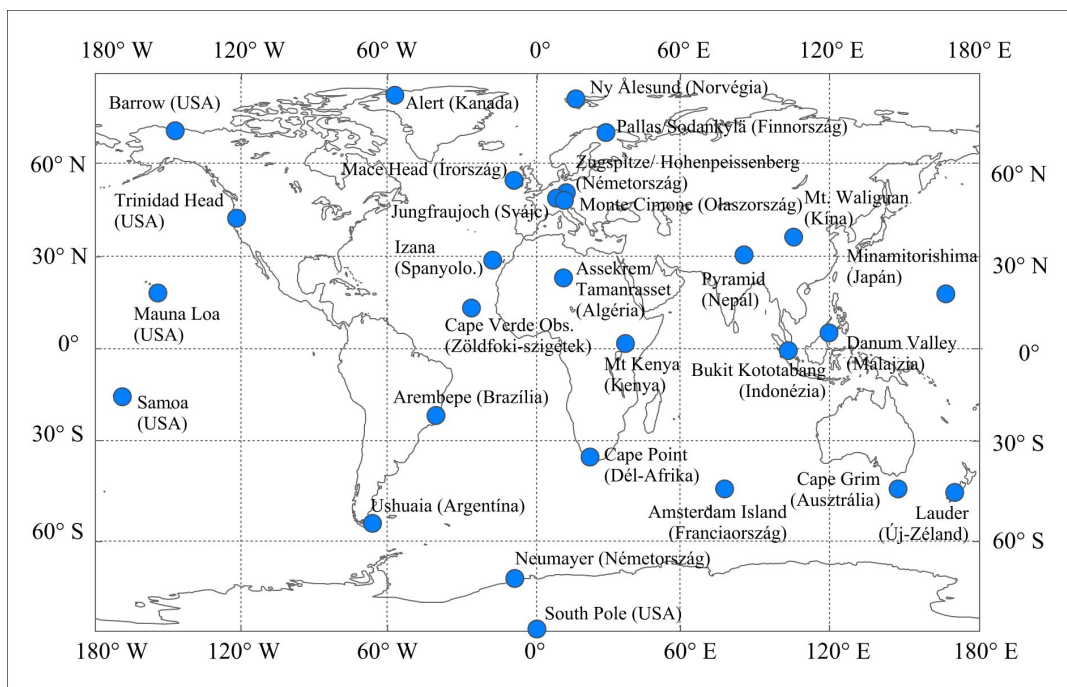 180° W 120° W 60° W 0° 60° E 120° E 180° E
Barrow (USA)
Alert (Kanada)
Ny Ålesund (Norvégia)
Pallas/Sodankylä (Finnország)
60° N
60° N
Mace Head (Írország)
Zugspitze/ Hohenpeissenberg
(Németország)
Trinidad Head
(USA)
Jungfraujoch (Svájc)
Monte Cimone (Olaszország)
Mt. Waliguan
(Kína)
Izana
(Spanyolo.)
30° N
30° N
Assekrem/
Tamanrasset
(Algéria)
Pyramid
(Nepál)
Minamitorishima
(Japán)
Mauna Loa
(USA)
Cape Verde Obs.
(Zöldfoki-szigetek)
0°
0°
Mt Kenya
(Kenya)
Bukit Kototabang
(Indonézia)
Danum Valley
(Malajzia)
Samoa
(USA)
Arembepe (Brazília)
30° S
30° S
Cape Point
(Dél-Afrika)
Ushuaia (Argentína)
Amsterdam Island
(Franciaország)
Cape Grim
(Ausztrália)
Lauder
(Új-Zéland)
60° S
60° S
Neumayer (Németország)
South Pole (USA)
180° W 120° W 60° W 0° 60° E 120° E 180° E